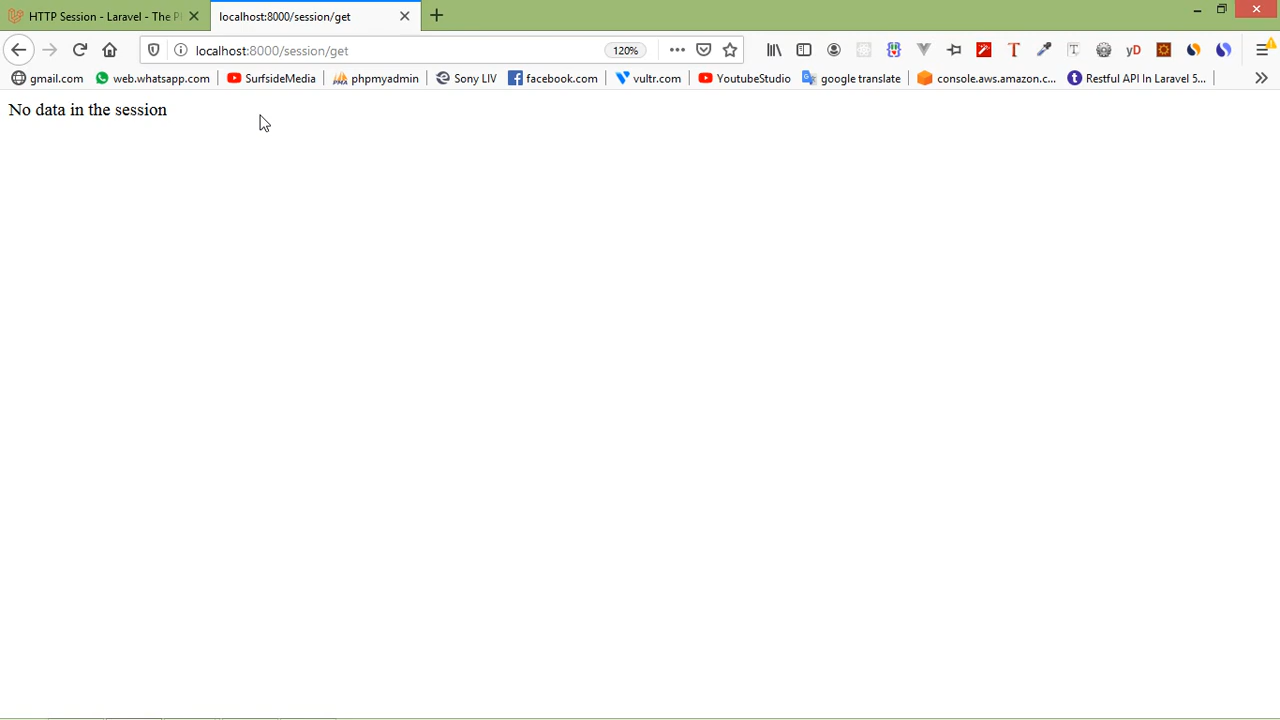 HTTP Session - Laravel - The P
localhost:8000/session/get
localhost:8000/session/get
120%
T
T
yD
gmail.com
web.whatsapp.com
SurfsideMedia
phpmyadmin
Sony LIV
facebook.com
vultr.com
YoutubeStudio
google translate
console.aws.amazon.c...
Restful API In Laravel 5...
No data in the session